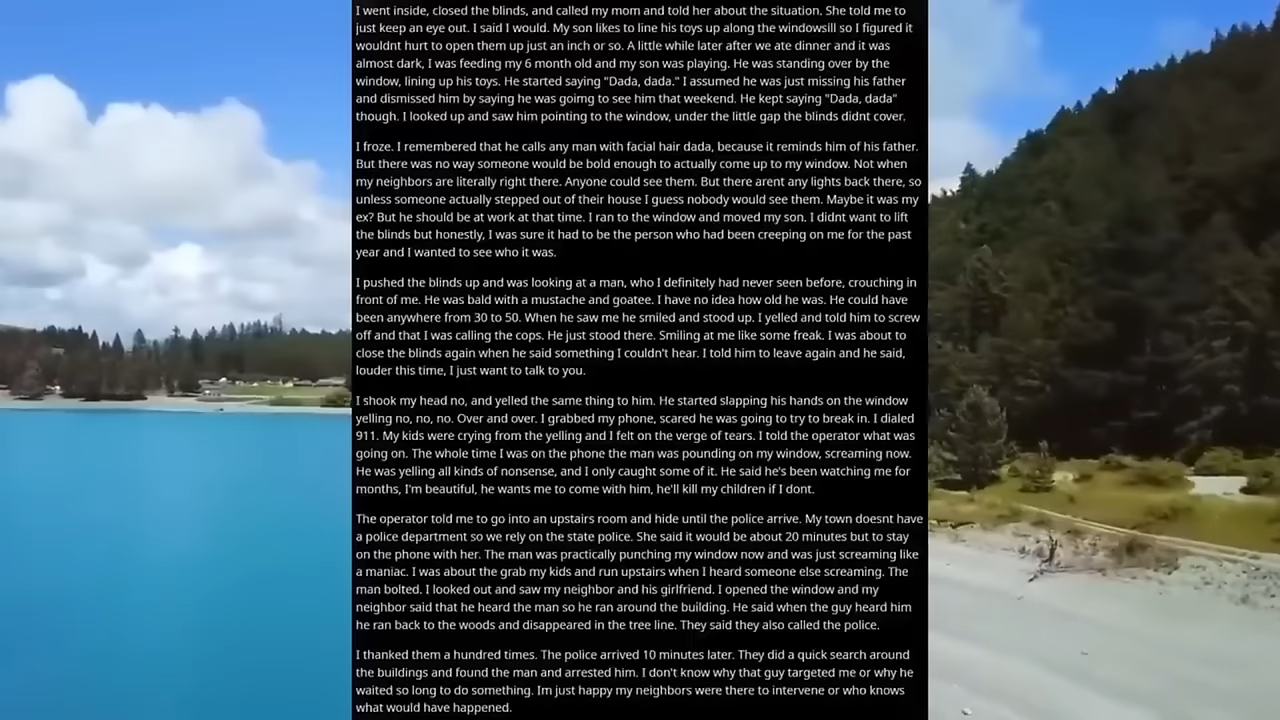 I went inside, closed the blinds, and called my mom and told her about the situation. She told me to
just keep an eye out. I said I would. My son likes to line his toys up along the windowsill so I figured it
wouldnt hurt to open them up just an inch or so. A little while later after we ate dinner and it was
almost dark, I was feeding my 6 month old and my son was playing. He was standing over by the
window, lining up his toys. He started saying "Dada, dada." I assumed he was just missing his father
and dismissed him by saying he was goimg to see him that weekend. He kept saying "Dada, dada"
though. I looked up and saw him pointing to the window, under the little gap the blinds didnt cover.
I froze. I remembered that he calls any man with facial hair dada, because it reminds him of his father.
But there was no way someone would be bold enough to actually come up to my window. Not when
my neighbors are literally right there. Anyone could see them. But there arent any lights back there, so
unless someone actually stepped out of their house I guess nobody would see them. Maybe it was my
ex? But he should be at work at that time. I ran to the window and moved my son. I didnt want to lift
the blinds but honestly, I was sure it had to be the person who had been creeping on me for the past
year and I wanted to see who it was.
I pushed the blinds up and was looking at a man, who I definitely had never seen before, crouching in
front of me. He was bald with a mustache and goatee. I have no idea how old he was. He could have
been anywhere from 30 to 50. When he saw me he smiled and stood up. I yelled and told him to screw
off and that I was calling the cops. He just stood there. Smiling at me like some freak. I was about to
close the blinds again when he said something I couldn't hear. I told him to leave again and he said,
louder this time, I just want to talk to you.
I shook my head no, and yelled the same thing to him. He started slapping his hands on the window
yelling no, no, no. Over and over. I grabbed my phone, scared he was going to try to break in. I dialed
911. My kids were crying from the yelling and I felt on the verge of tears. I told the operator what was
going on. The whole time I was on the phone the man was pounding on my window, screaming now.
He was yelling all kinds of nonsense, and I only caught some of it. He said he's been watching me for
months, I'm beautiful, he wants me to come with him, he'll kill my children if I dont.
The operator told me to go into an upstairs room and hide until the police arrive. My town doesnt have
a police department so we rely on the state police. She said it would be about 20 minutes but to stay
on the phone with her. The man was practically punching my window now and was just screaming like
a maniac. I was about the grab my kids and run upstairs when I heard someone else screaming. The
man bolted. I looked out and saw my neighbor and his girlfriend. I opened the window and my
neighbor said that he heard the man so he ran around the building. He said when the guy heard him
he ran back to the woods and disappeared in the tree line. They said they also called the police.
I thanked them a hundred times. The police arrived 10 minutes later. They did a quick search around
the buildings and found the man and arrested him. I don't know why that guy targeted me or why he
waited so long to do something. Im just happy my neighbors were there to intervene or who knows
what would have happened.